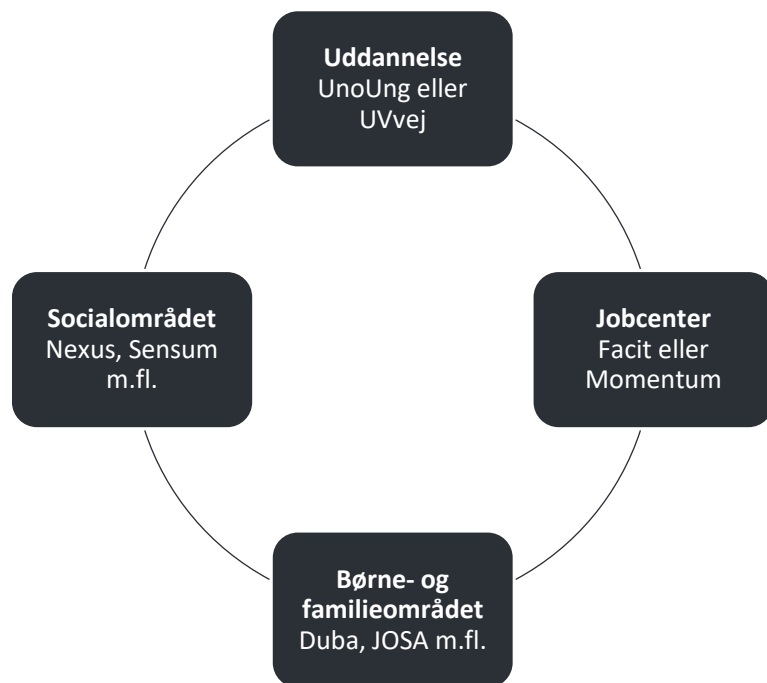 Uddannelse
UnoUng eller
UVvej
Socialområdet
Nexus, Sensum
m.fl.
Jobcenter
Facit eller
Momentum
Børne- og
familieområdet
Duba, JOSA m.fl.